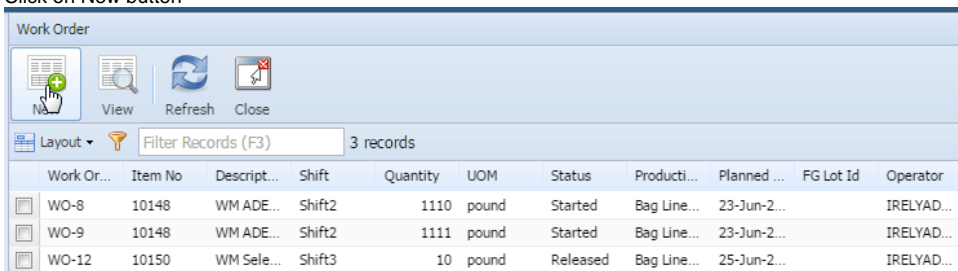 Click on New button
Work Order
New View Refresh Close
Layout Filter Records (F3) 3 records
Work Or... Item No Descript... Shift Quantity UOM Status Producti... Planned ... FG Lot Id Operator
WO-8 10148 WM ADE... Shift2 1110 pound Started Bag Line... 23-Jun-2... IRELYAD...
WO-9 10148 WM ADE... Shift2 1111 pound Started Bag Line... 23-Jun-2... IRELYAD...
WO-12 10150 WM Sele... Shift3 10 pound Released Bag Line... 25-Jun-2... IRELYAD...